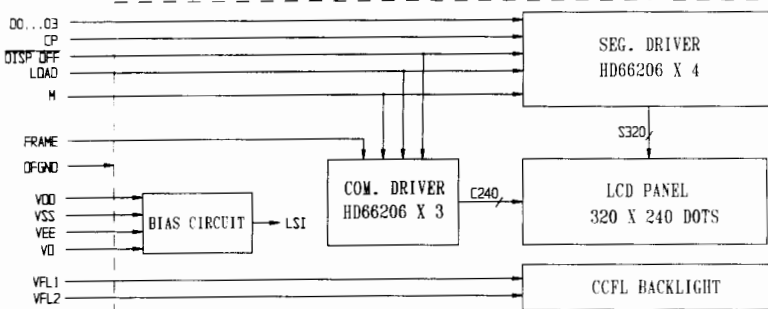 D0...D3
CP
DISP OFF
LOAD
M
FRAME
DFGND
VDD
VSS
VEE
VO
VFL1
VFL2
SEG. DRIVER
HD66206 X 4
S320
COM. DRIVER
HD66206 X 3
C240
LCD PANEL
320 X 240 DOTS
BIAS CIRCUIT
LSI
CCFL BACKLIGHT